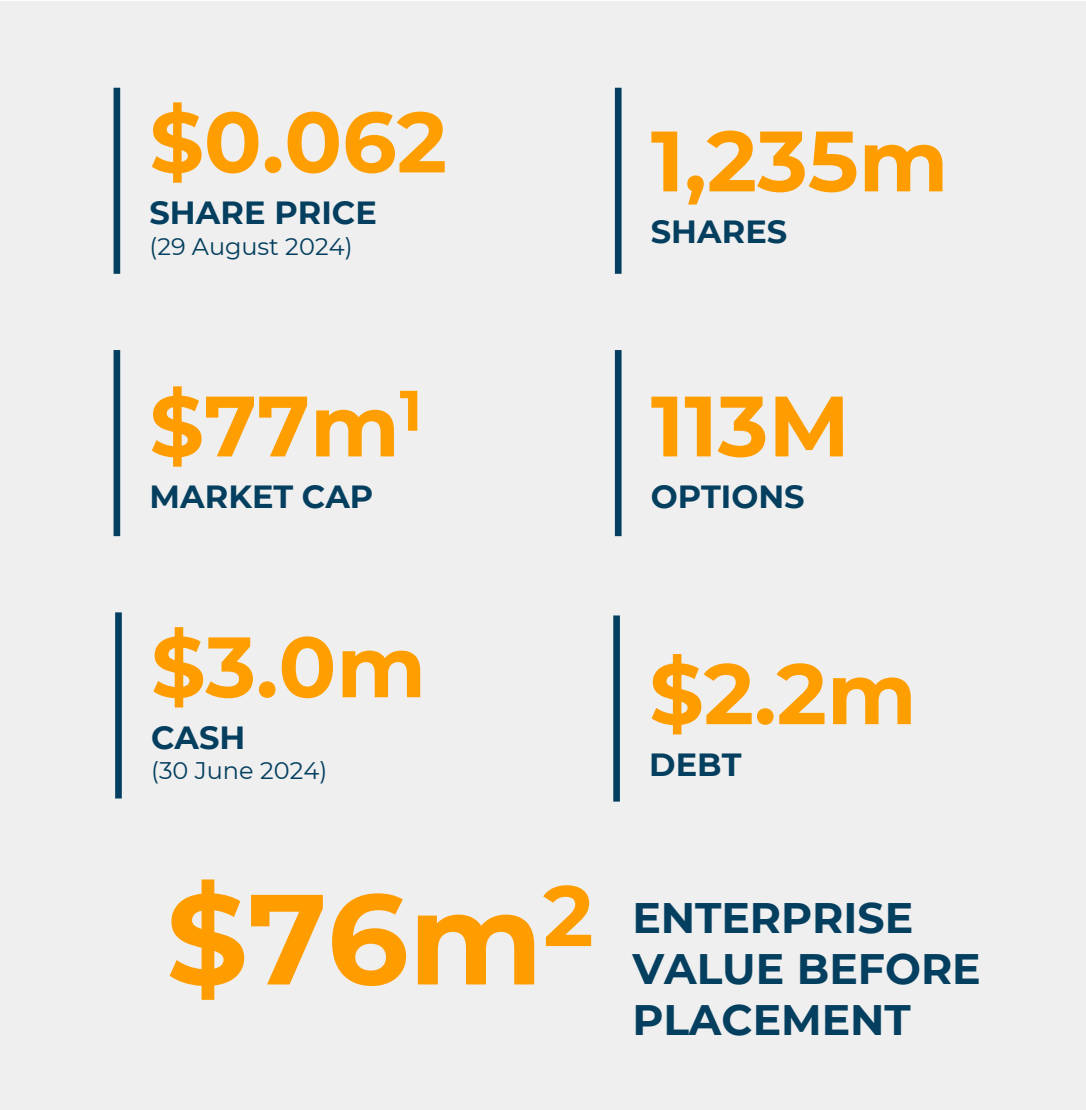 $0.062
SHARE PRICE
(29 August 2024)
1,235m
SHARES
$77m¹
MARKET CAP
113M
OPTIONS
$3.0m
CASH
(30 June 2024)
$2.2m
DEBT
$76m²
ENTERPRISE
VALUE BEFORE
PLACEMENT